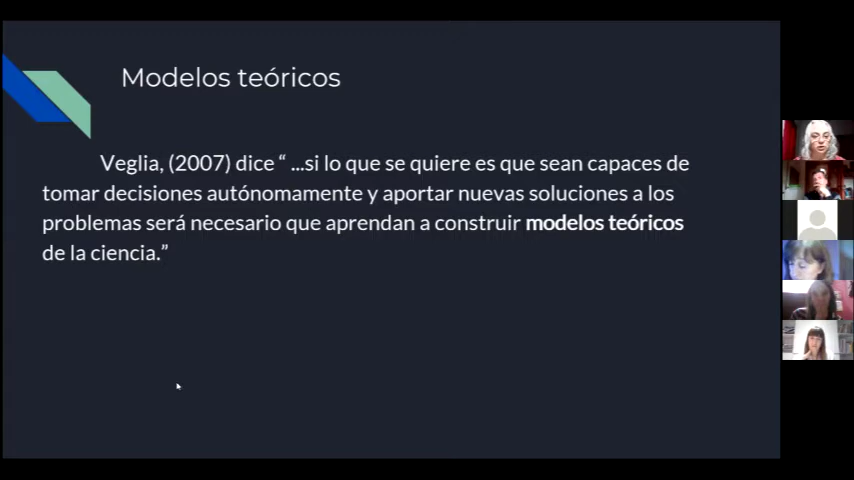 Modelos teóricos
Veglia, (2007) dice “ ...si lo que se quiere es que sean capaces de
tomar decisiones autónomamente y aportar nuevas soluciones a los
problemas será necesario que aprendan a construir modelos teóricos
de la ciencia.”